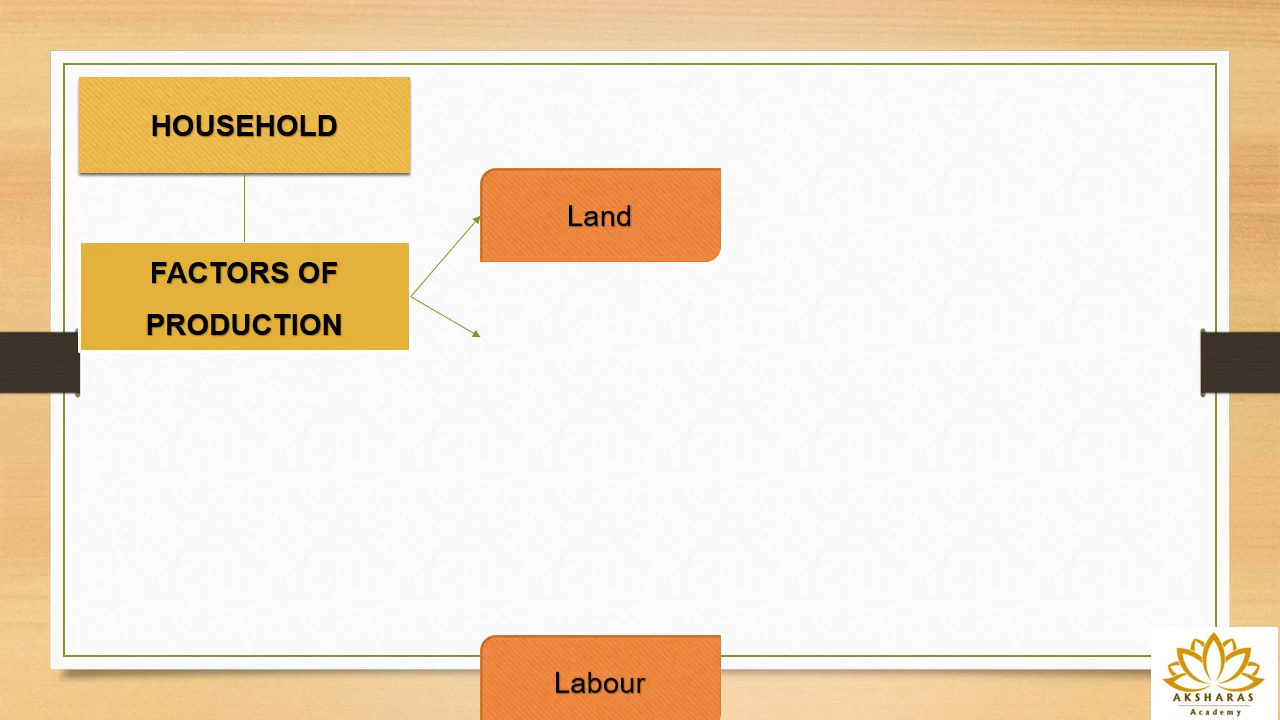 HOUSEHOLD
Land
FACTORS OF
PRODUCTION
Labour
AKSHARAS
Academy